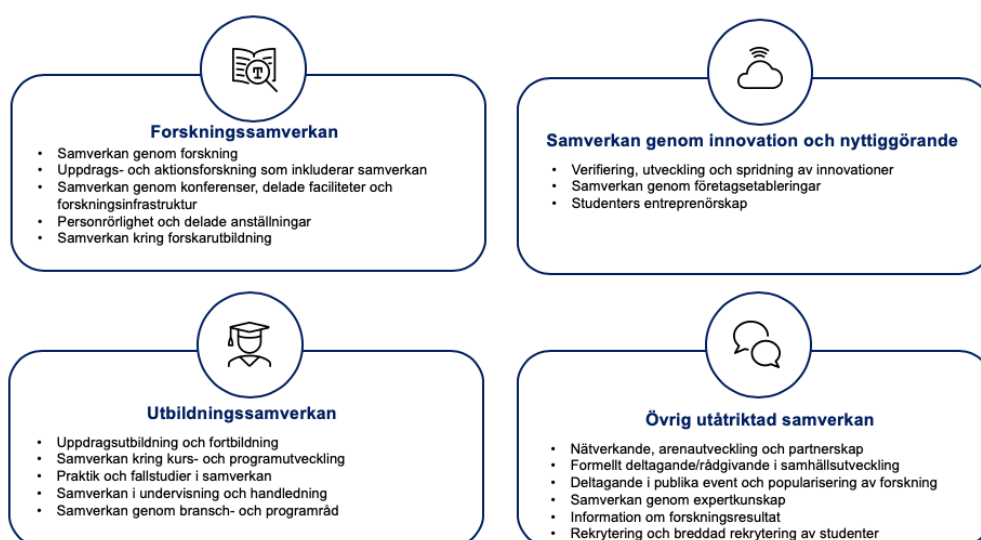 T
Forskningssamverkan
• Samverkan genom forskning
• Uppdrags- och aktionsforskning som inkluderar samverkan
• Samverkan genom konferenser, delade faciliteter och
forskningsinfrastruktur
• Personrörlighet och delade anställningar
• Samverkan kring forskarutbildning
Samverkan genom innovation och nyttiggörande
• Verifiering, utveckling och spridning av innovationer
• Samverkan genom företagsetableringar
• Studenters entreprenörskap
Utbildningssamverkan
• Uppdragsutbildning och fortbildning
• Samverkan kring kurs- och programutveckling
• Praktik och fallstudier i samverkan
• Samverkan i undervisning och handledning
• Samverkan genom bransch- och programråd
Övrig utåtriktad samverkan
• Nätverkande, arenautveckling och partnerskap
• Formellt deltagande/rådgivande i samhällsutveckling
• Deltagande i publika event och popularisering av forskning
• Samverkan genom expertkunskap
• Information om forskningsresultat
• Rekrytering och breddad rekrytering av studenter